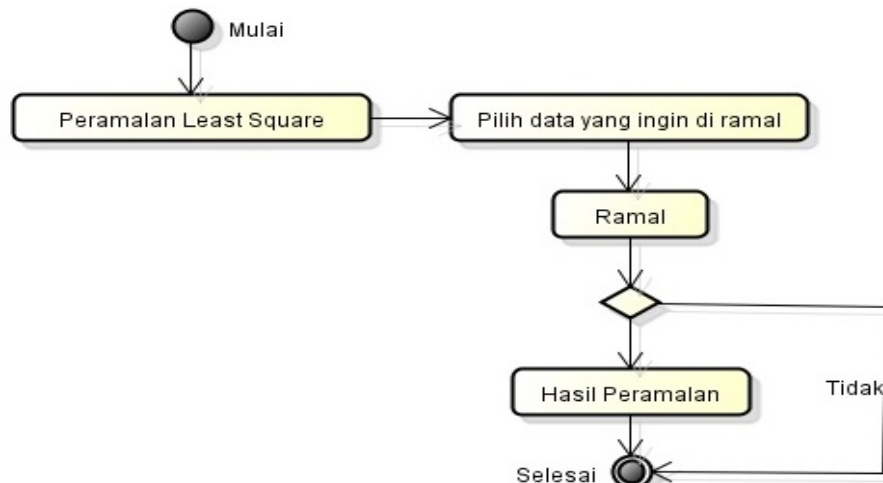 Mulai
Peramalan Least Square
Pilih data yang ingin di ramal
Ramal
Hasil Peramalan
Tidak
Selesai